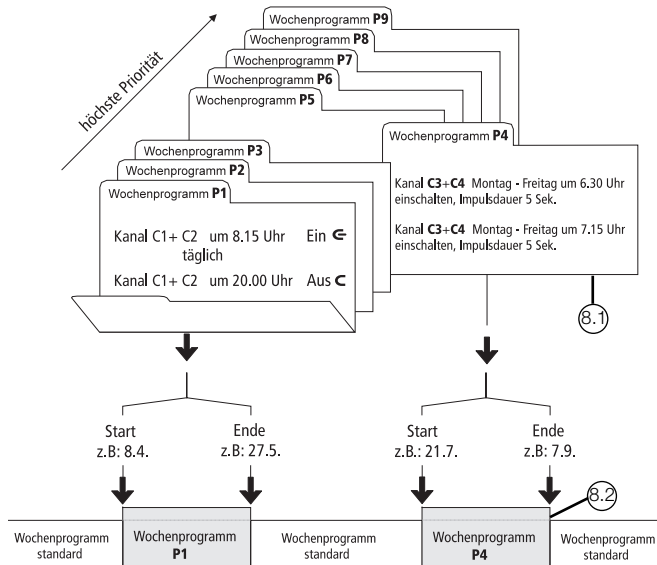 höchste Priorität
Wochenprogramm P9
Wochenprogramm P8
Wochenprogramm P7
Wochenprogramm P6
Wochenprogramm P5
Wochenprogramm P4
Kanal C3+C4 Montag - Freitag um 6.30 Uhr
einschalten, Impulsdauer 5 Sek.
Kanal C3+C4 Montag - Freitag um 7.15 Uhr
einschalten, Impulsdauer 5 Sek.
8.1
Wochenprogramm P3
Wochenprogramm P2
Wochenprogramm P1
Kanal C1+ C2 um 8.15 Uhr Ein
täglich
Kanal C1+ C2 um 20.00 Uhr Aus
Start
z.B: 8.4.
Ende
z.B: 27.5.
Start
z.B.: 21.7.
Ende
z.B: 7.9.
8.2
Wochenprogramm
standard
Wochenprogramm
P1
Wochenprogramm
standard
Wochenprogramm
P4
Wochenprogramm
standard